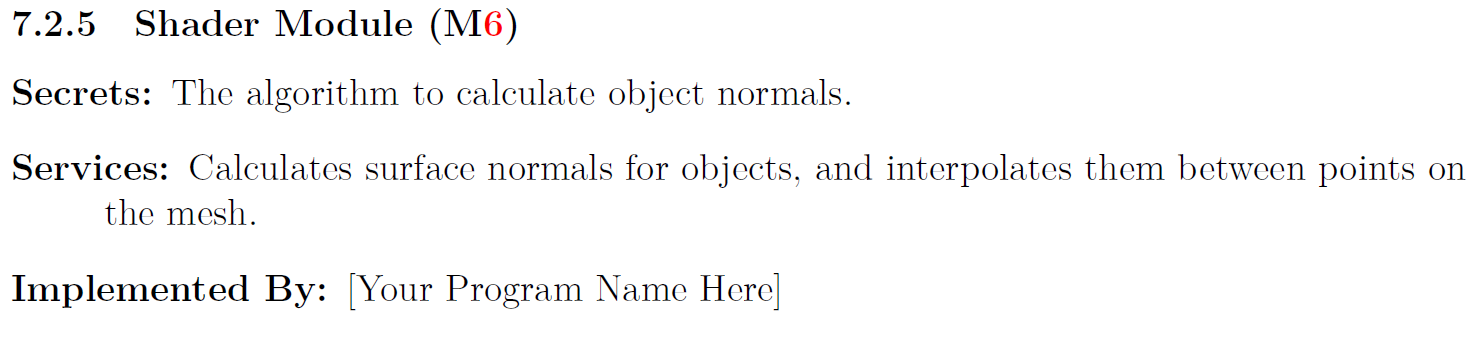 7.2.5 Shader Module (M6)
Secrets: The algorithm to calculate object normals.
Services: Calculates surface normals for objects, and interpolates them between points on
the mesh.
Implemented By: [Your Program Name Here]